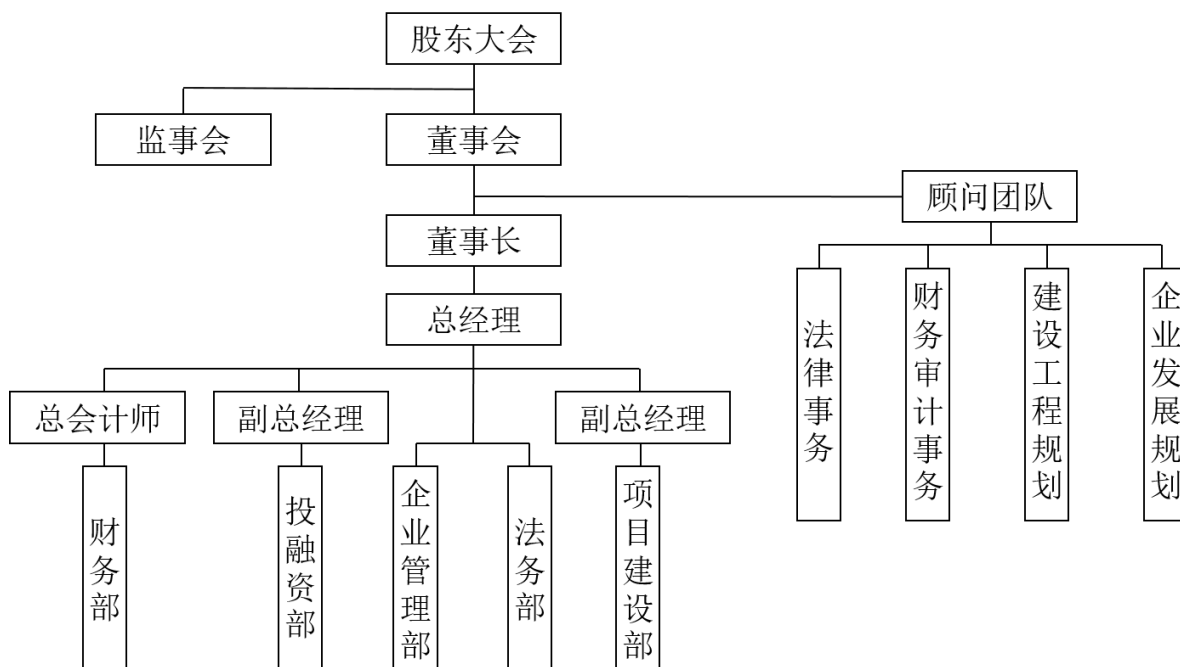 股东大会
监事会
董事会
顾问团队
董事长
总经理
法律事务
财务审计事务
建设工程规划
企业发展规划
总会计师
副总经理
副总经理
财务部
投融资部
企业管理部
法务部
项目建设部